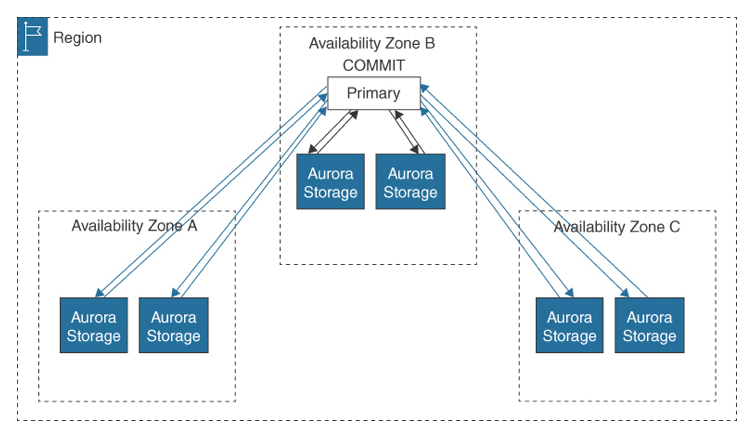 Region
Availability Zone B
COMMIT
Primary
Aurora
Storage
Aurora
Storage
Availability Zone A
Aurora
Storage
Aurora
Storage
Availability Zone C
Aurora
Storage
Aurora
Storage